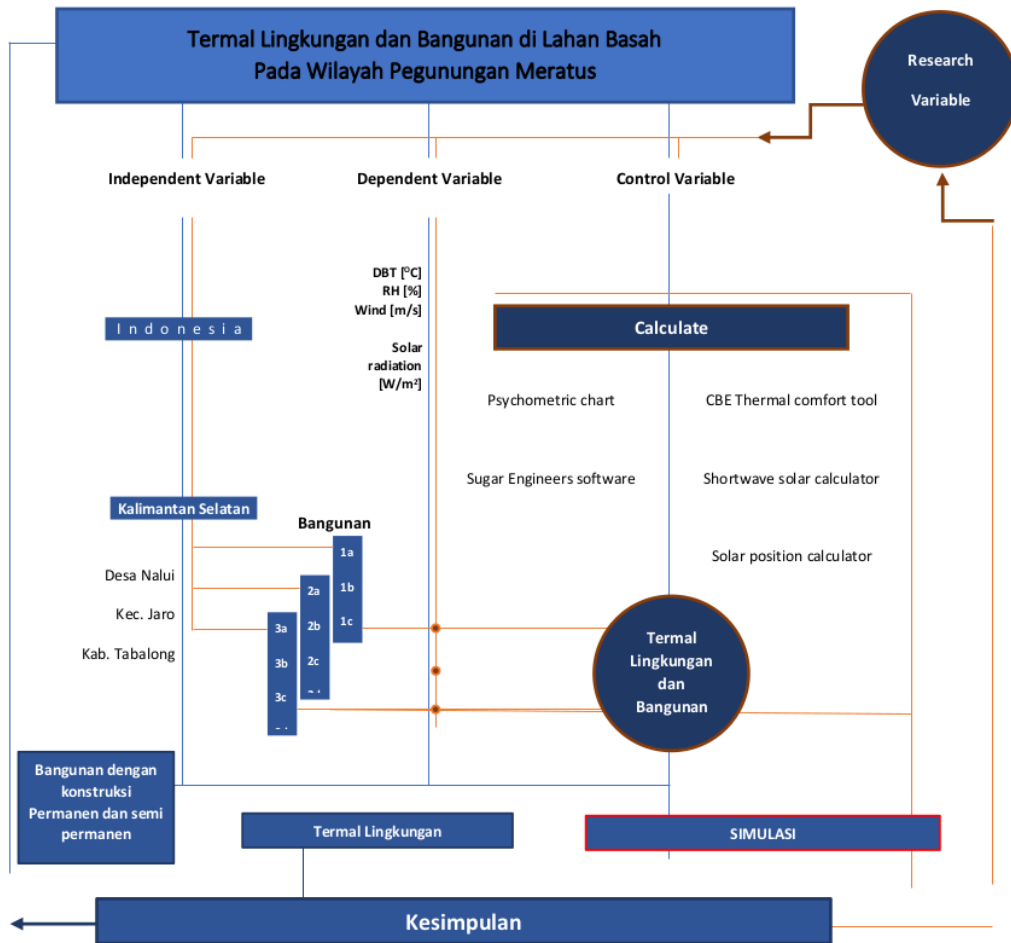 Termal Lingkungan dan Bangunan di Lahan Basah
Pada Wilayah Pegunungan Meratus
Research
Variable
Independent Variable
Dependent Variable
Control Variable
DBT [⁰C]
RH [%]
Wind [m/s]
Solar
radiation
[W/m²]
Indonesia
Calculate
Psychometric chart
CBE Thermal comfort tool
Sugar Engineers software
Shortwave solar calculator
Solar position calculator
Kalimantan Selatan
Bangunan
1a
1b
1c
2a
2b
2c
3a
3b
3c
Desa Nalui
Kec. Jaro
Kab. Tabalong
Termal
Lingkungan
dan
Bangunan
Bangunan dengan
konstruksi
Permanen dan semi
permanen
Termal Lingkungan
SIMULASI
Kesimpulan